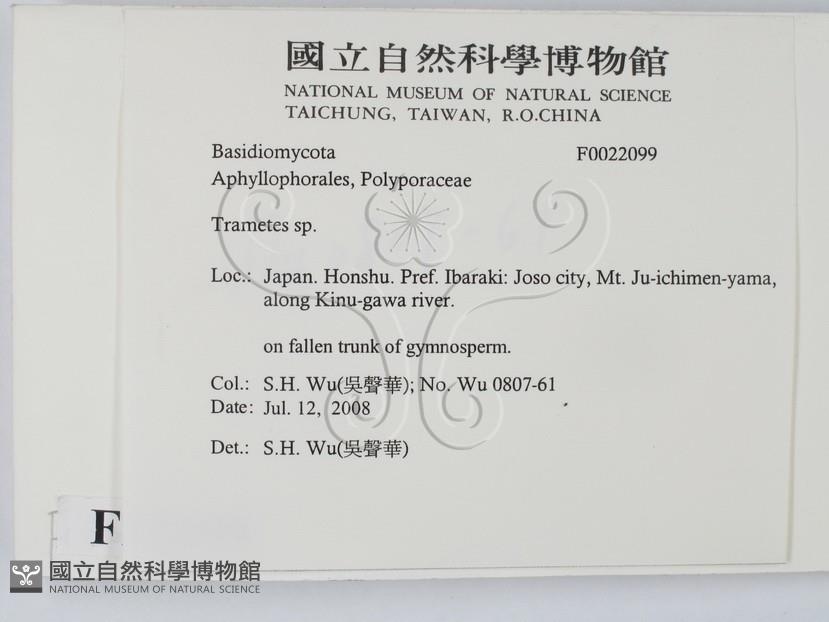 國立自然科學博物館
NATIONAL MUSEUM OF NATURAL SCIENCE
TAICHUNG, TAIWAN, R.O.CHINA
Basidiomycota F0022099
Aphyllophorales, Polyporaceae
Trametes sp.
Loc.: Japan. Honshu. Pref. Ibaraki: Joso city, Mt. Ju-ichimen-yama,
along Kinu-gawa river.
on fallen trunk of gymnosperm.
Col.: S.H. Wu(吳聲華); No. Wu 0807-61
Date: Jul. 12, 2008
Det.: S.H. Wu(吳聲華)
F
國立自然科學博物館
NATIONAL MUSEUM OF NATURAL SCIENCE